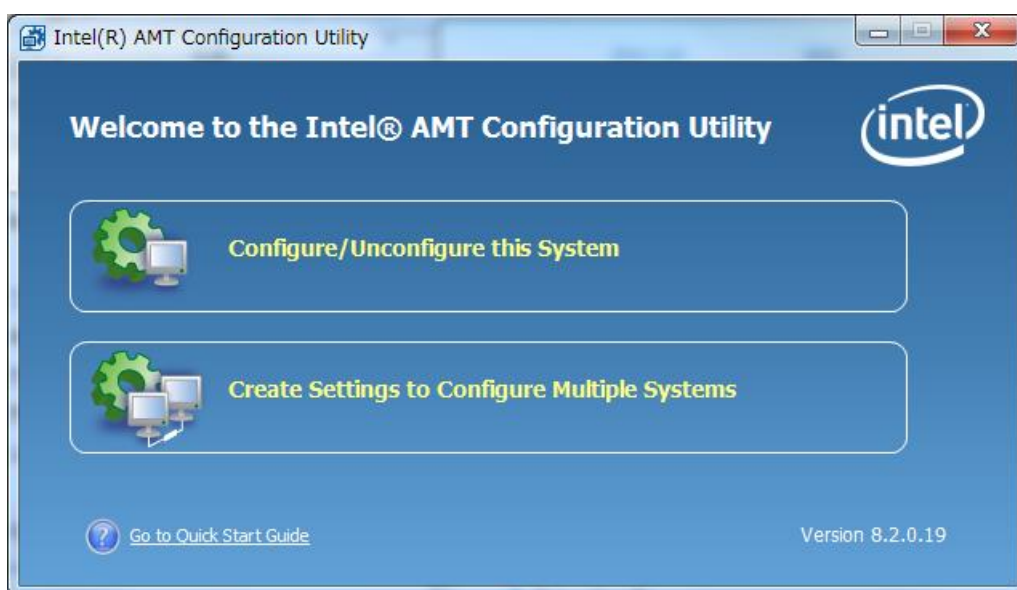 Intel(R) AMT Configuration Utility
Welcome to the Intel® AMT Configuration Utility
intel
Configure/Unconfigure this System
Create Settings to Configure Multiple Systems
Go to Quick Start Guide
Version 8.2.0.19